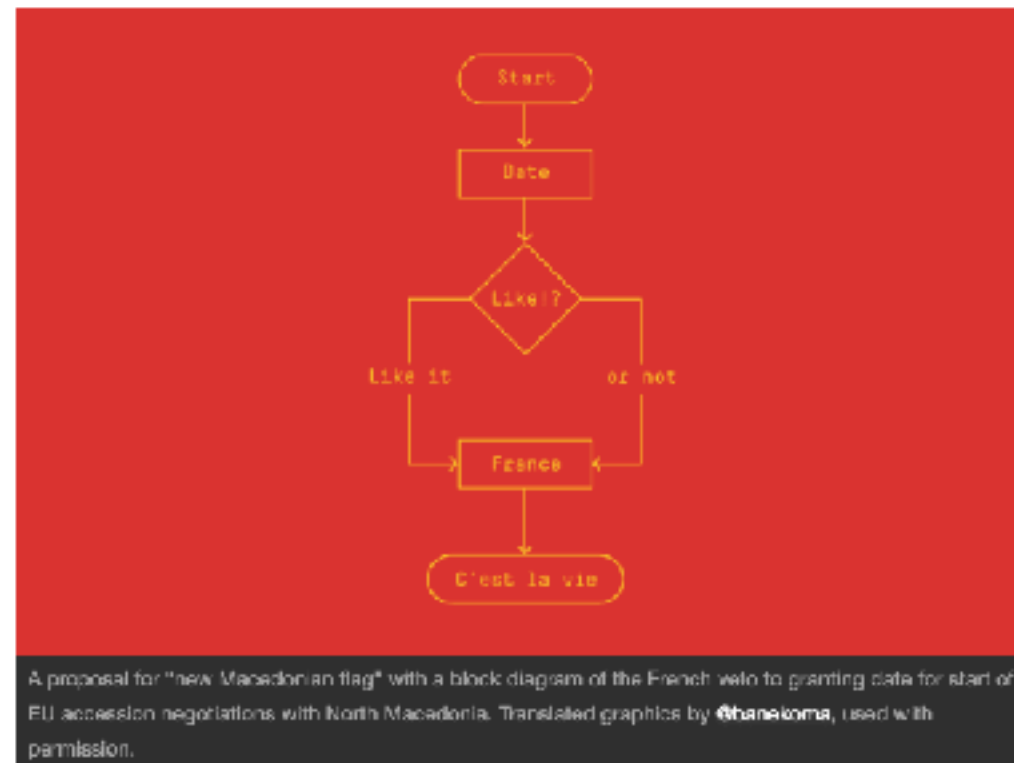 Start
Date
Like!?
Like it
or not
France
C'est la vie
A proposal for "new Macedonian flag" with a block diagram of the French veto to granting date for start of
EU accession negotiations with North Macedonia. Translated graphics by @banekoma, used with
permission.